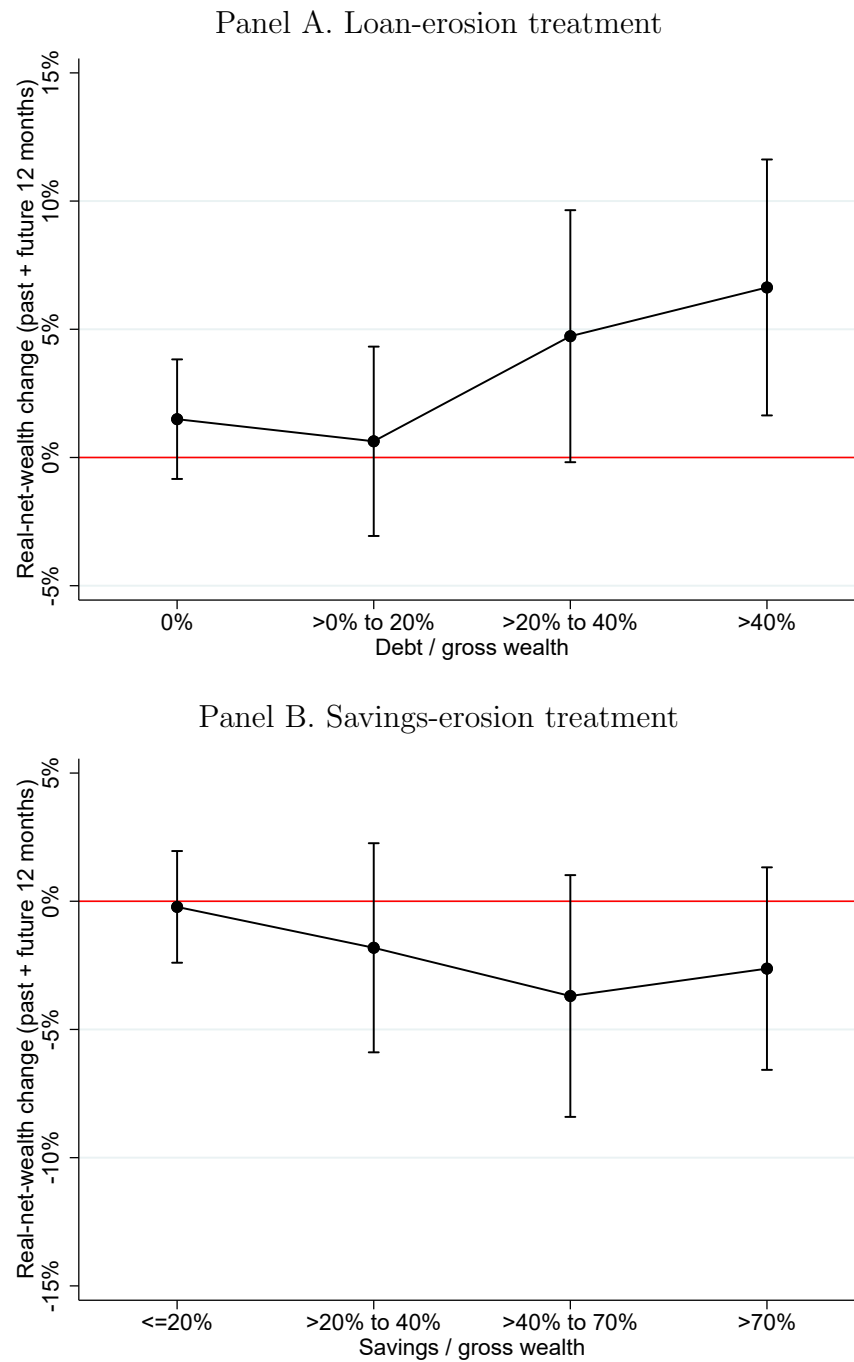 Panel A. Loan-erosion treatment
Real-net-wealth change (past + future 12 months)
15%
10%
5%
0%
-5%
0%
>0% to 20%
>20% to 40%
>40%
Debt / gross wealth
Panel B. Savings-erosion treatment
Real-net-wealth change (past + future 12 months)
5%
0%
-5%
-10%
-15%
<=20%
>20% to 40%
>40% to 70%
>70%
Savings / gross wealth